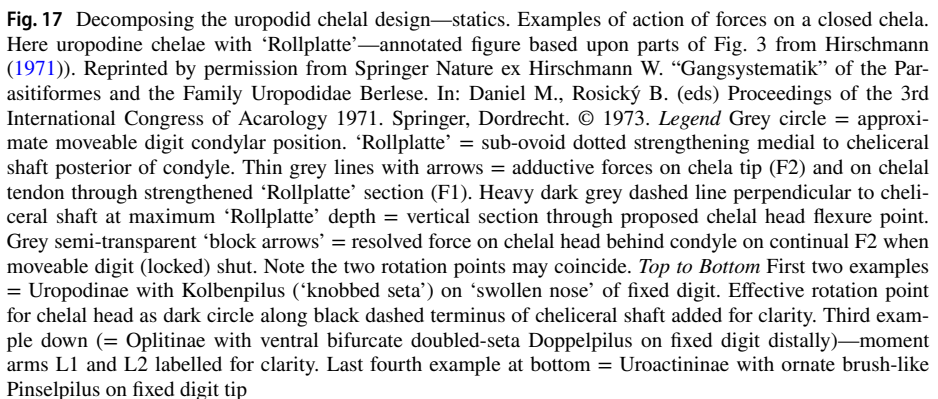 Fig. 17 Decomposing the uropodid chelal design—statics. Examples of action of forces on a closed chela.
Here uropodine chelae with ‘Rollplatte’—annotated figure based upon parts of Fig. 3 from Hirschmann
(1971)). Reprinted by permission from Springer Nature ex Hirschmann W. “Gangsystematik” of the Par-
asitiformes and the Family Uropodidae Berlese. In: Daniel M., Rosický B. (eds) Proceedings of the 3rd
International Congress of Acarology 1971. Springer, Dordrecht. © 1973. Legend Grey circle = approxi-
mate moveable digit condylar position. ‘Rollplatte’ = sub-ovoid dotted strengthening medial to cheliceral
shaft posterior of condyle. Thin grey lines with arrows = adductive forces on chela tip (F2) and on chelal
tendon through strengthened ‘Rollplatte’ section (F1). Heavy dark grey dashed line perpendicular to cheli-
ceral shaft at maximum ‘Rollplatte’ depth = vertical section through proposed chelal head flexure point.
Grey semi-transparent ‘block arrows’ = resolved force on chelal head behind condyle on continual F2 when
moveable digit (locked) shut. Note the two rotation points may coincide. Top to Bottom First two examples
= Uropodinae with Kolbenpilus (‘knobbed seta’) on ‘swollen nose’ of fixed digit. Effective rotation point
for chelal head as dark circle along black dashed terminus of cheliceral shaft added for clarity. Third exam-
ple down (= Oplitinae with ventral bifurcate doubled-seta Doppelpilus on fixed digit distally)—moment
arms L1 and L2 labelled for clarity. Last fourth example at bottom = Uroactininae with ornate brush-like
Pinselpilus on fixed digit tip